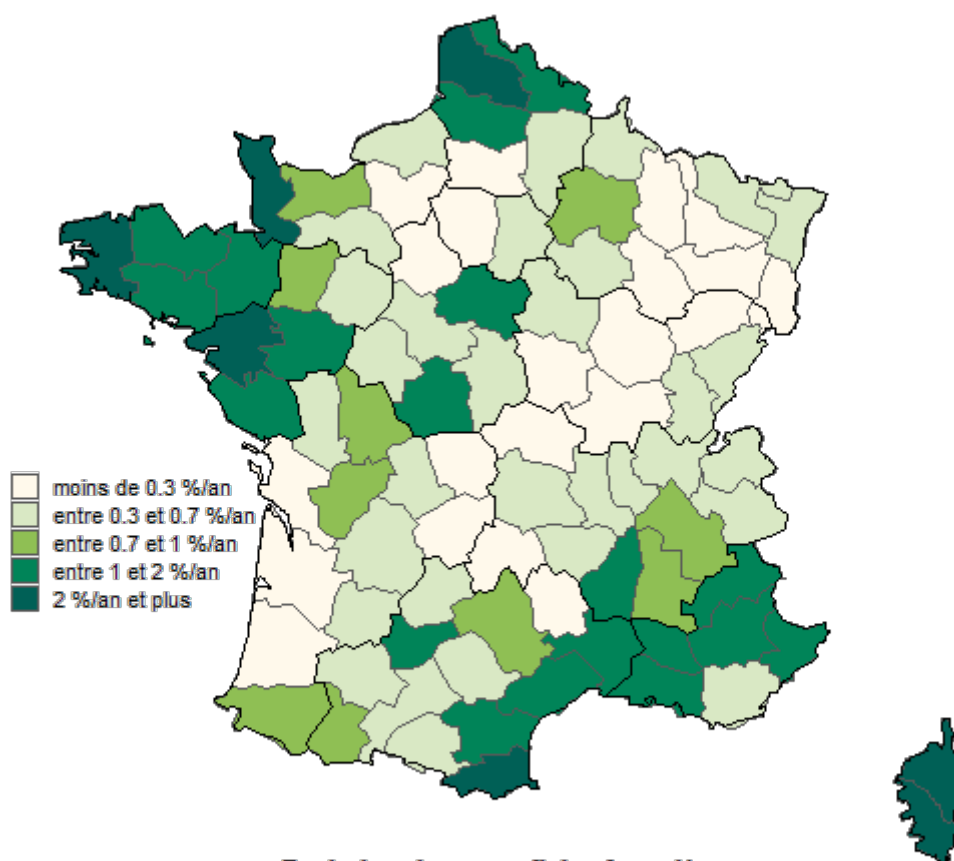 moins de 0.3 %/an
entre 0.3 et 0.7 %/an
entre 0.7 et 1 %/an
entre 1 et 2 %/an
2 %/an et plus